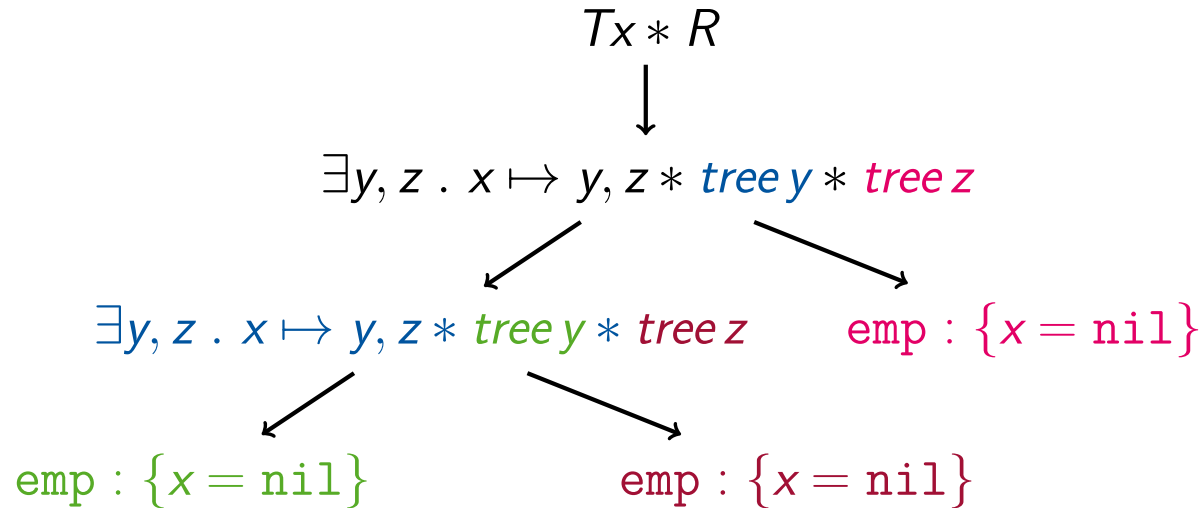 Tx ∗ R
∃y, z . x ↦ y, z ∗ tree y ∗ tree z
∃y, z . x ↦ y, z ∗ tree y ∗ tree z
emp : {x = nil}
emp : {x = nil}
emp : {x = nil}